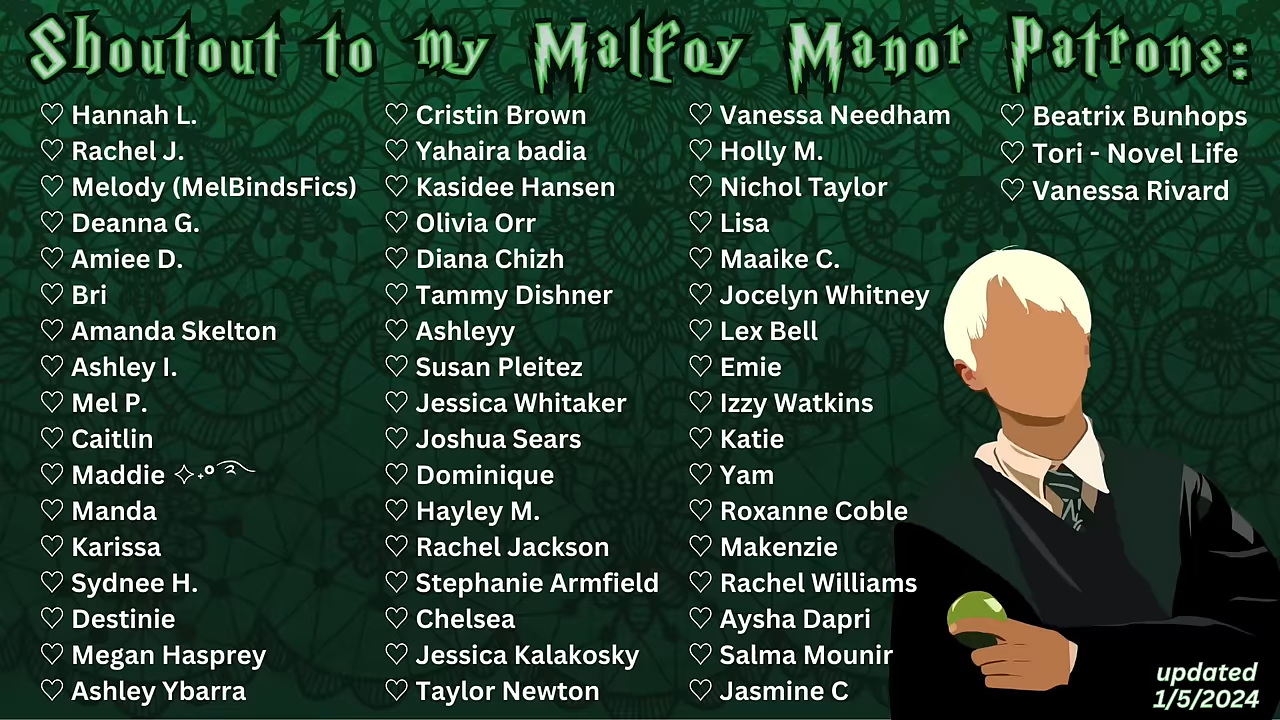 Shoutout to my Malfoy Manor Patrons:
♡ Hannah L.
♡ Rachel J.
♡ Melody (MelBindsFics)
♡ Deanna G.
♡ Amiee D.
♡ Bri
♡ Amanda Skelton
♡ Ashley I.
♡ Mel P.
♡ Caitlin
♡ Maddie ✧˖°࿐
♡ Manda
♡ Karissa
♡ Sydnee H.
♡ Destinie
♡ Megan Hasprey
♡ Ashley Ybarra
♡ Cristin Brown
♡ Yahaira badia
♡ Kasidee Hansen
♡ Olivia Orr
♡ Diana Chizh
♡ Tammy Dishner
♡ Ashleyy
♡ Susan Pleitez
♡ Jessica Whitaker
♡ Joshua Sears
♡ Dominique
♡ Hayley M.
♡ Rachel Jackson
♡ Stephanie Armfield
♡ Chelsea
♡ Jessica Kalakosky
♡ Taylor Newton
♡ Vanessa Needham
♡ Holly M.
♡ Nichol Taylor
♡ Lisa
♡ Maaike C.
♡ Jocelyn Whitney
♡ Lex Bell
♡ Emie
♡ Izzy Watkins
♡ Katie
♡ Yam
♡ Roxanne Coble
♡ Makenzie
♡ Rachel Williams
♡ Aysha Dapri
♡ Salma Mounir
♡ Jasmine C
♡ Beatrix Bunhops
♡ Tori - Novel Life
♡ Vanessa Rivard
updated
1/5/2024